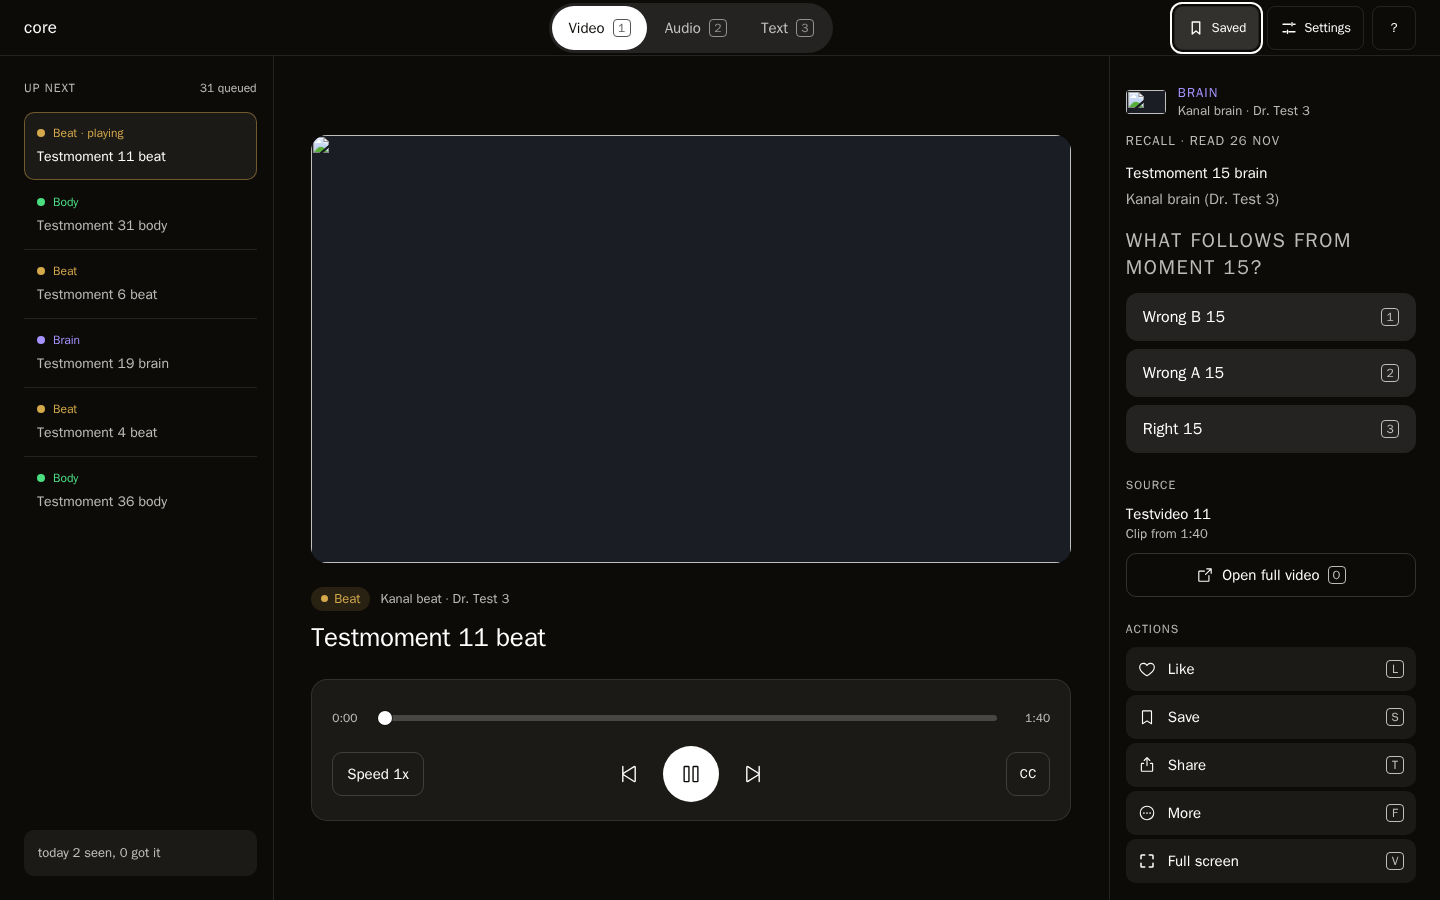 core
Video 1
Audio 2
Text 3
Saved
Settings
?
UP NEXT
31 queued
Beat · playing
Testmoment 11 beat
Body
Testmoment 31 body
Beat
Testmoment 6 beat
Brain
Testmoment 19 brain
Beat
Testmoment 4 beat
Body
Testmoment 36 body
today 2 seen, 0 got it
Beat
Kanal beat · Dr. Test 3
Testmoment 11 beat
0:00
1:40
Speed 1x
CC
BRAIN
Kanal brain · Dr. Test 3
RECALL · READ 26 NOV
Testmoment 15 brain
Kanal brain (Dr. Test 3)
WHAT FOLLOWS FROM
MOMENT 15?
Wrong B 15 1
Wrong A 15 2
Right 15 3
SOURCE
Testvideo 11
Clip from 1:40
Open full video O
ACTIONS
Like L
Save S
Share T
More F
Full screen V